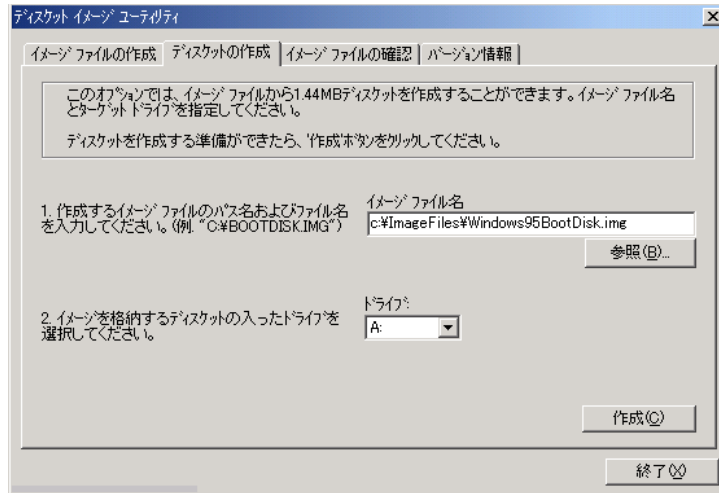 ディスケット イメージ ユーティリティ
イメージ ファイルの作成 ディスケットの作成 イメージ ファイルの確認 バージョン情報
このオプションでは、イメージ ファイルから1.44MBディスケットを作成することができます。イメージ ファイル名
とターゲット ドライブを指定してください。
ディスケットを作成する準備ができたら、'作成'ボタンをクリックしてください。
イメージ ファイル名
1. 作成するイメージ ファイルのパス名およびファイル名
を入力してください。(例. "C:¥BOOTDISK.IMG")
c:¥ImageFiles¥Windows95BootDisk.img
参照(B)...
ドライブ:
2. イメージを格納するディスケットの入ったドライブを
選択してください。
A:
作成(C)
終了(X)